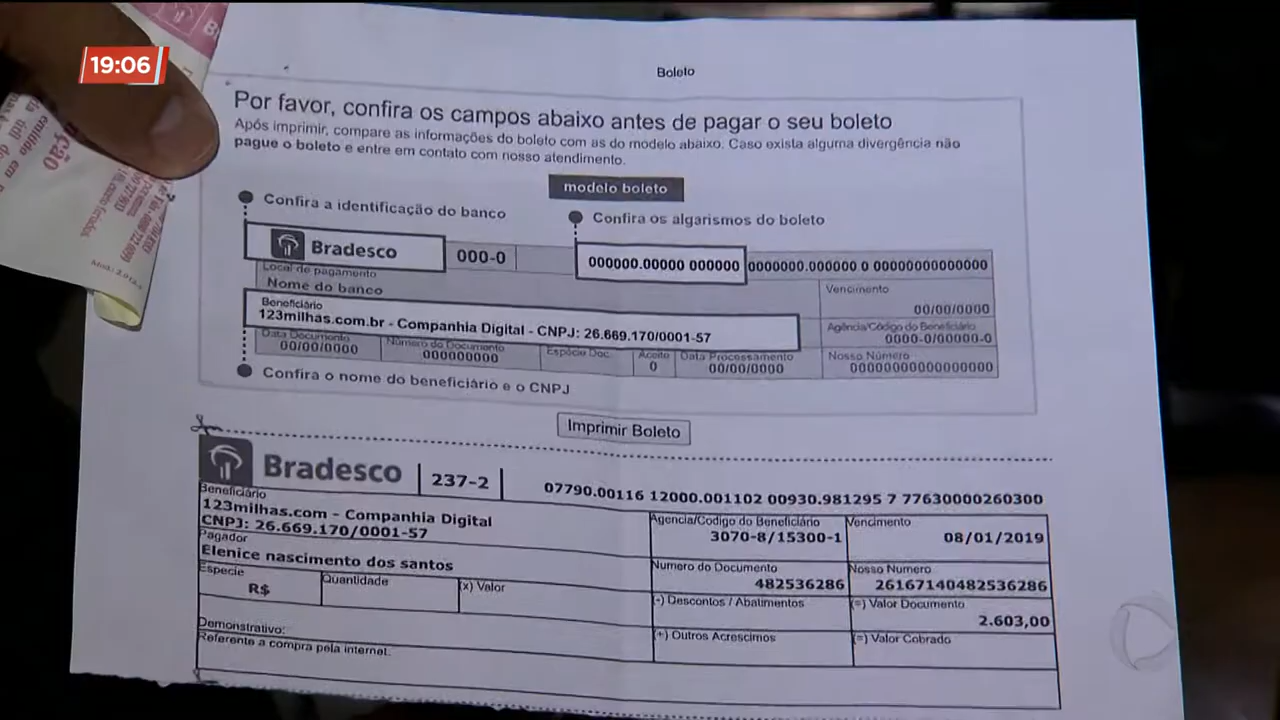 19:06
Boleto
Por favor, confira os campos abaixo antes de pagar o seu boleto
Após imprimir, compare as informações do boleto com as do modelo abaixo. Caso exista alguma divergência não
pague o boleto e entre em contato com nosso atendimento.
modelo boleto
Confira a identificação do banco
Confira os algarismos do boleto
Bradesco 000-0 000000.00000 000000 0000000.000000 0 00000000000000
Local de pagamento
Nome do banco
Vencimento
00/00/0000
Beneficiário
123milhas.com.br - Companhia Digital - CNPJ: 26.669.170/0001-57
Agência/Código do Beneficiário
0000-0/00000-0
Data Documento Número do Documento Espécie Doc. Aceito Data Processamento Nosso Número
00/00/0000 000000000 0 00/00/0000 00000000000000000
Confira o nome do beneficiário e o CNPJ
Imprimir Boleto
Bradesco 237-2 07790.00116 12000.001102 00930.981295 7 77630000260300
Beneficiário
123milhas.com - Companhia Digital
CNPJ: 26.669.170/0001-57
Agencia/Codigo do Beneficiário
3070-8/15300-1
Vencimento
08/01/2019
Pagador
Elenice nascimento dos santos
Numero do Documento
482536286
Nosso Numero
26167140482536286
Especie
R$
Quantidade
(x) Valor
(-) Descontos / Abatimentos
(=) Valor Documento
2.603,00
Demonstrativo:
Referente a compra pela internet.
(+) Outros Acrescimos
(=) Valor Cobrado